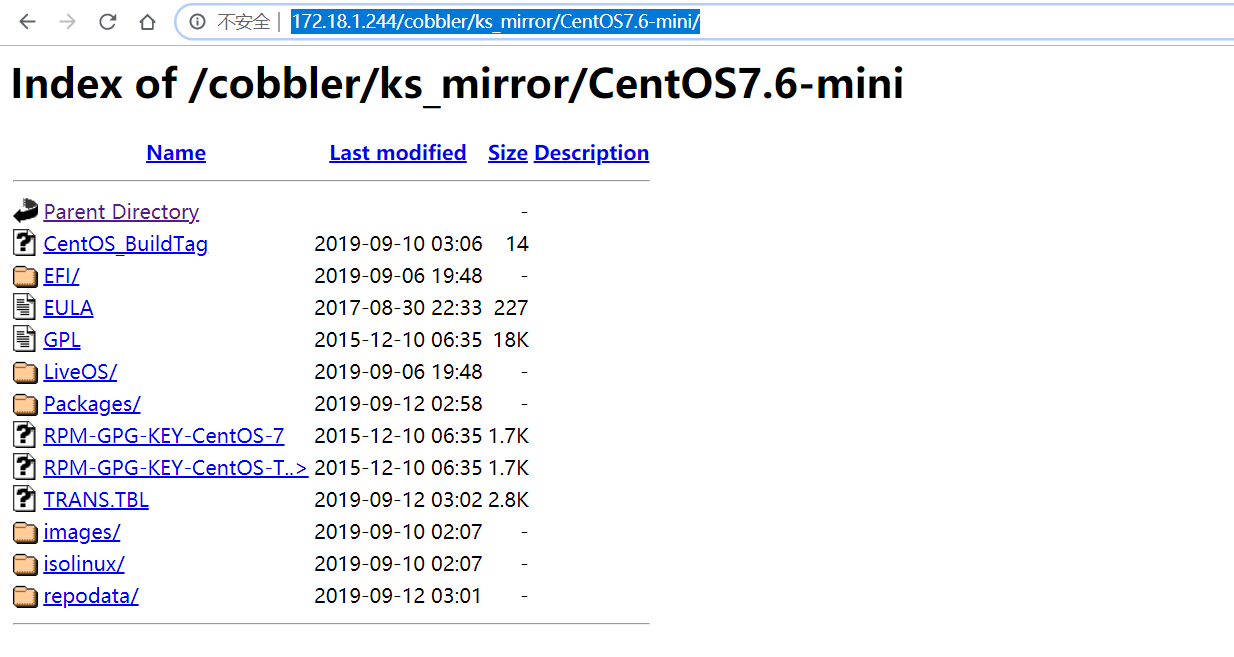 不安全 | 172.18.1.244/cobbler/ks_mirror/CentOS7.6-mini/
Index of /cobbler/ks_mirror/CentOS7.6-mini
Name Last modified Size Description
Parent Directory -
CentOS_BuildTag 2019-09-10 03:06 14
EFI/ 2019-09-06 19:48 -
EULA 2017-08-30 22:33 227
GPL 2015-12-10 06:35 18K
LiveOS/ 2019-09-06 19:48 -
Packages/ 2019-09-12 02:58 -
RPM-GPG-KEY-CentOS-7 2015-12-10 06:35 1.7K
RPM-GPG-KEY-CentOS-T..> 2015-12-10 06:35 1.7K
TRANS.TBL 2019-09-12 03:02 2.8K
images/ 2019-09-10 02:07 -
isolinux/ 2019-09-10 02:07 -
repodata/ 2019-09-12 03:01 -